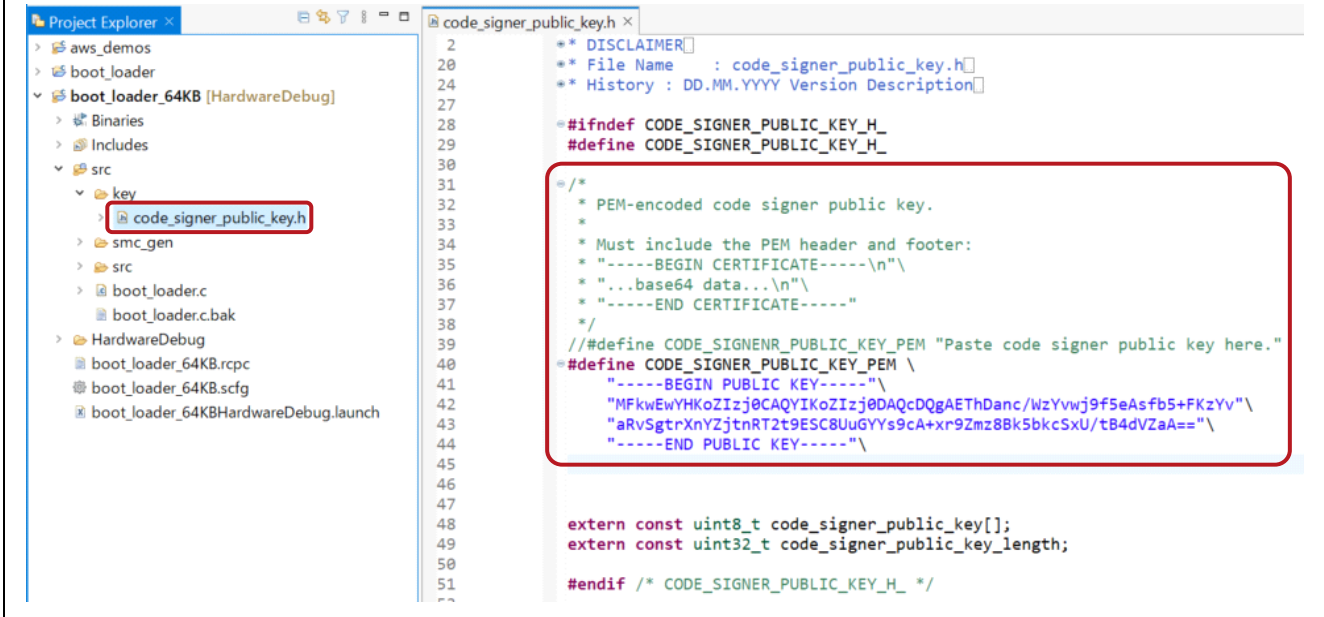 Project Explorer ×
aws_demos
boot_loader
boot_loader_64KB [HardwareDebug]
Binaries
Includes
src
key
code_signer_public_key.h
smc_gen
src
boot_loader.c
boot_loader.c.bak
HardwareDebug
boot_loader_64KB.rcpc
boot_loader_64KB.scfg
boot_loader_64KBHardwareDebug.launch
code_signer_public_key.h ×
2 * DISCLAIMER
20 * File Name : code_signer_public_key.h
24 * History : DD.MM.YYYY Version Description
27
28 #ifndef CODE_SIGNER_PUBLIC_KEY_H_
29 #define CODE_SIGNER_PUBLIC_KEY_H_
30
31 /*
32 * PEM-encoded code signer public key.
33 *
34 * Must include the PEM header and footer:
35 * "-----BEGIN CERTIFICATE-----\n"\
36 * "...base64 data...\n"\
37 * "-----END CERTIFICATE-----"
38 */
39 //#define CODE_SIGNENR_PUBLIC_KEY_PEM "Paste code signer public key here."
40 #define CODE_SIGNER_PUBLIC_KEY_PEM \
41 "-----BEGIN PUBLIC KEY-----"\
42 "MFkwEwYHKoZIzj0CAQYIKoZIzj0DAQcDQgAEThDanc/WzYvwj9f5eAsfb5+FKzYv"\
43 "aRvSgtrXnYZjtnRT2t9ESC8UuGYYs9cA+xr9Zmz8Bk5bkcSxU/tB4dVZaA=="\
44 "-----END PUBLIC KEY-----"\
45
46
47
48 extern const uint8_t code_signer_public_key[];
49 extern const uint32_t code_signer_public_key_length;
50
51 #endif /* CODE_SIGNER_PUBLIC_KEY_H_ */